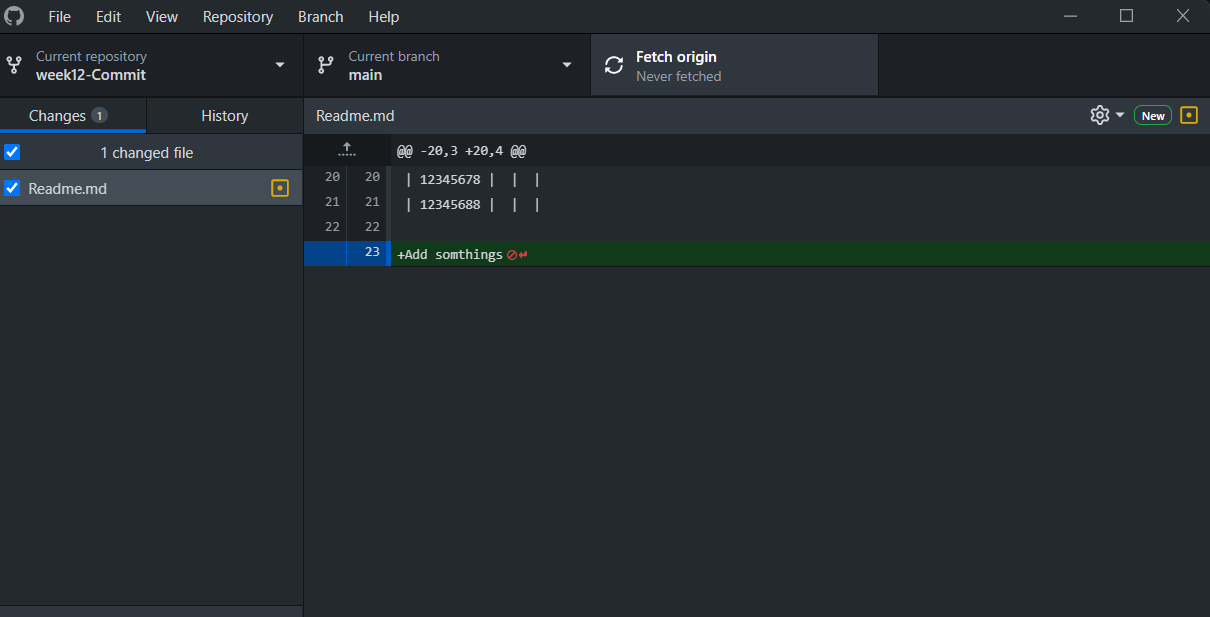 File Edit View Repository Branch Help
Current repository
week12-Commit
Current branch
main
Fetch origin
Never fetched
Changes 1 History
Readme.md
New
1 changed file
Readme.md
@@ -20,3 +20,4 @@
20 20 | 12345678 | | |
21 21 | 12345688 | | |
22 22
23 +Add somthings